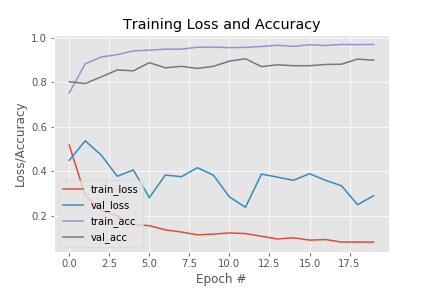 Training Loss and Accuracy
1.0
0.8
0.6
0.4
0.2
Loss/Accuracy
train_loss
val_loss
train_acc
val_acc
0.0 2.5 5.0 7.5 10.0 12.5 15.0 17.5
Epoch #